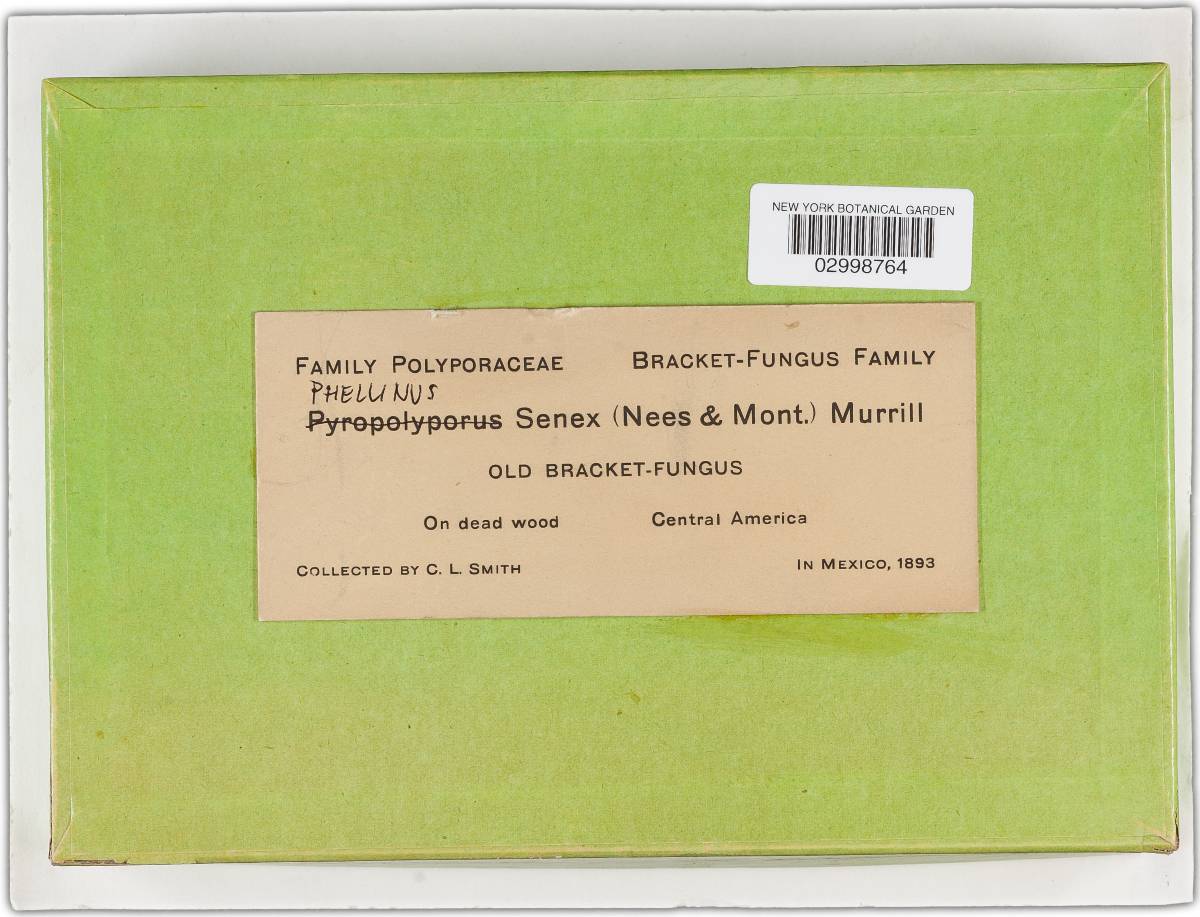 NEW YORK BOTANICAL GARDEN
02998764
FAMILY POLYPORACEAE BRACKET-FUNGUS FAMILY
PHELLINUS
Pyropolyporus Senex (Nees & Mont.) Murrill
OLD BRACKET-FUNGUS
On dead wood Central America
COLLECTED BY C. L. SMITH IN MEXICO, 1893